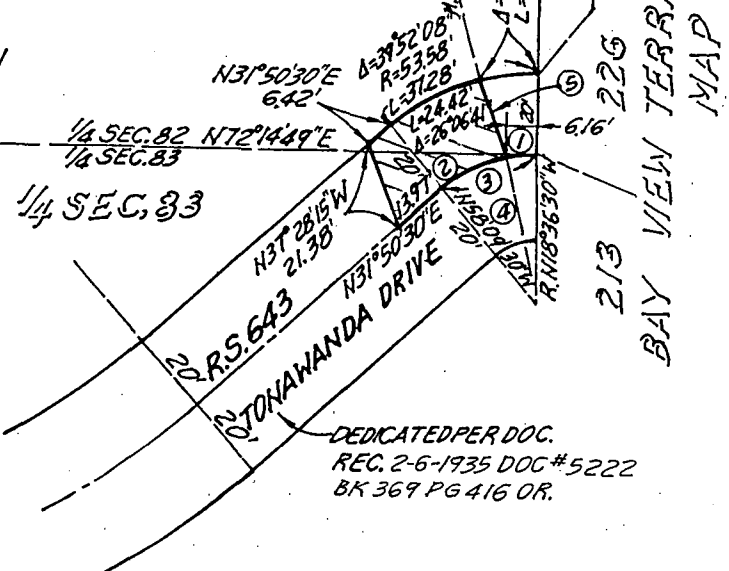 Δ=39°52'08"
R=53.58'
L=37.28'
L=24.42'
Δ=26°06'41"
N31°50'30"E
6.42'
Δ=
L=
⑤
6.16'
20'
①
②
③
④
1/4 SEC. 82 N72°14'49"E
1/4 SEC. 83
1/4 SEC. 83
20'
13.97
N37°28'15"W
21.38'
N31°50'30"E
20'
R.N18°36'30"W
R.S. 643
TONAWANDA DRIVE
20'
20'
DEDICATED PER DOC.
REC. 2-6-1935 DOC #5222
BK 369 PG 416 OR.
213
226
BAY VIEW TERRA
MAP